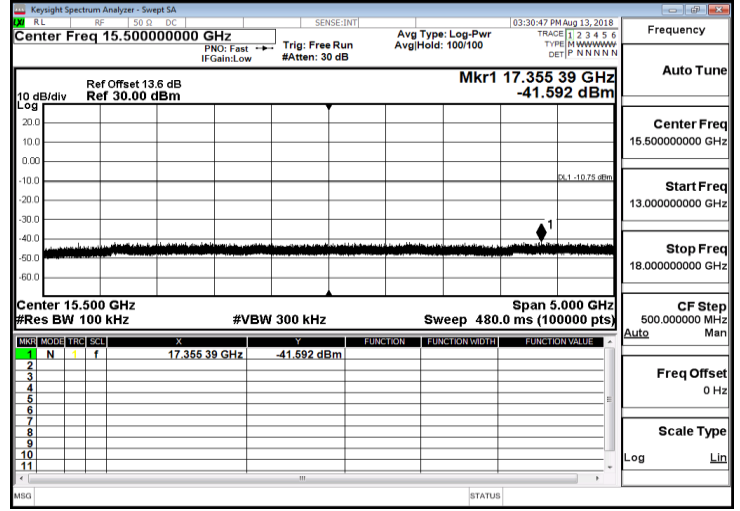 Keysight Spectrum Analyzer - Swept SA
LXI RL RF 50 Ω DC SENSE:INT 03:30:47 PM Aug 13, 2018
Center Freq 15.500000000 GHz
PNO: Fast
IFGain:Low
Trig: Free Run
#Atten: 30 dB
Avg Type: Log-Pwr
Avg|Hold: 100/100
TRACE 1 2 3 4 5 6
TYPE M WWWWW
DET P N N N N N
Frequency
Ref Offset 13.6 dB
10 dB/div Ref 30.00 dBm
Log
Mkr1 17.355 39 GHz
-41.592 dBm
20.0
10.0
0.00
-10.0
-20.0
-30.0
-40.0
-50.0
-60.0
DL1 -10.75 dBm
1
Center 15.500 GHz Span 5.000 GHz
#Res BW 100 kHz #VBW 300 kHz Sweep 480.0 ms (100000 pts)
MKR MODE TRC SCL X Y FUNCTION FUNCTION WIDTH FUNCTION VALUE
1 N 1 f 17.355 39 GHz -41.592 dBm
2
3
4
5
6
7
8
9
10
11
MSG STATUS
Auto Tune
Center Freq
15.500000000 GHz
Start Freq
13.000000000 GHz
Stop Freq
18.000000000 GHz
CF Step
500.000000 MHz
Auto Man
Freq Offset
0 Hz
Scale Type
Log Lin